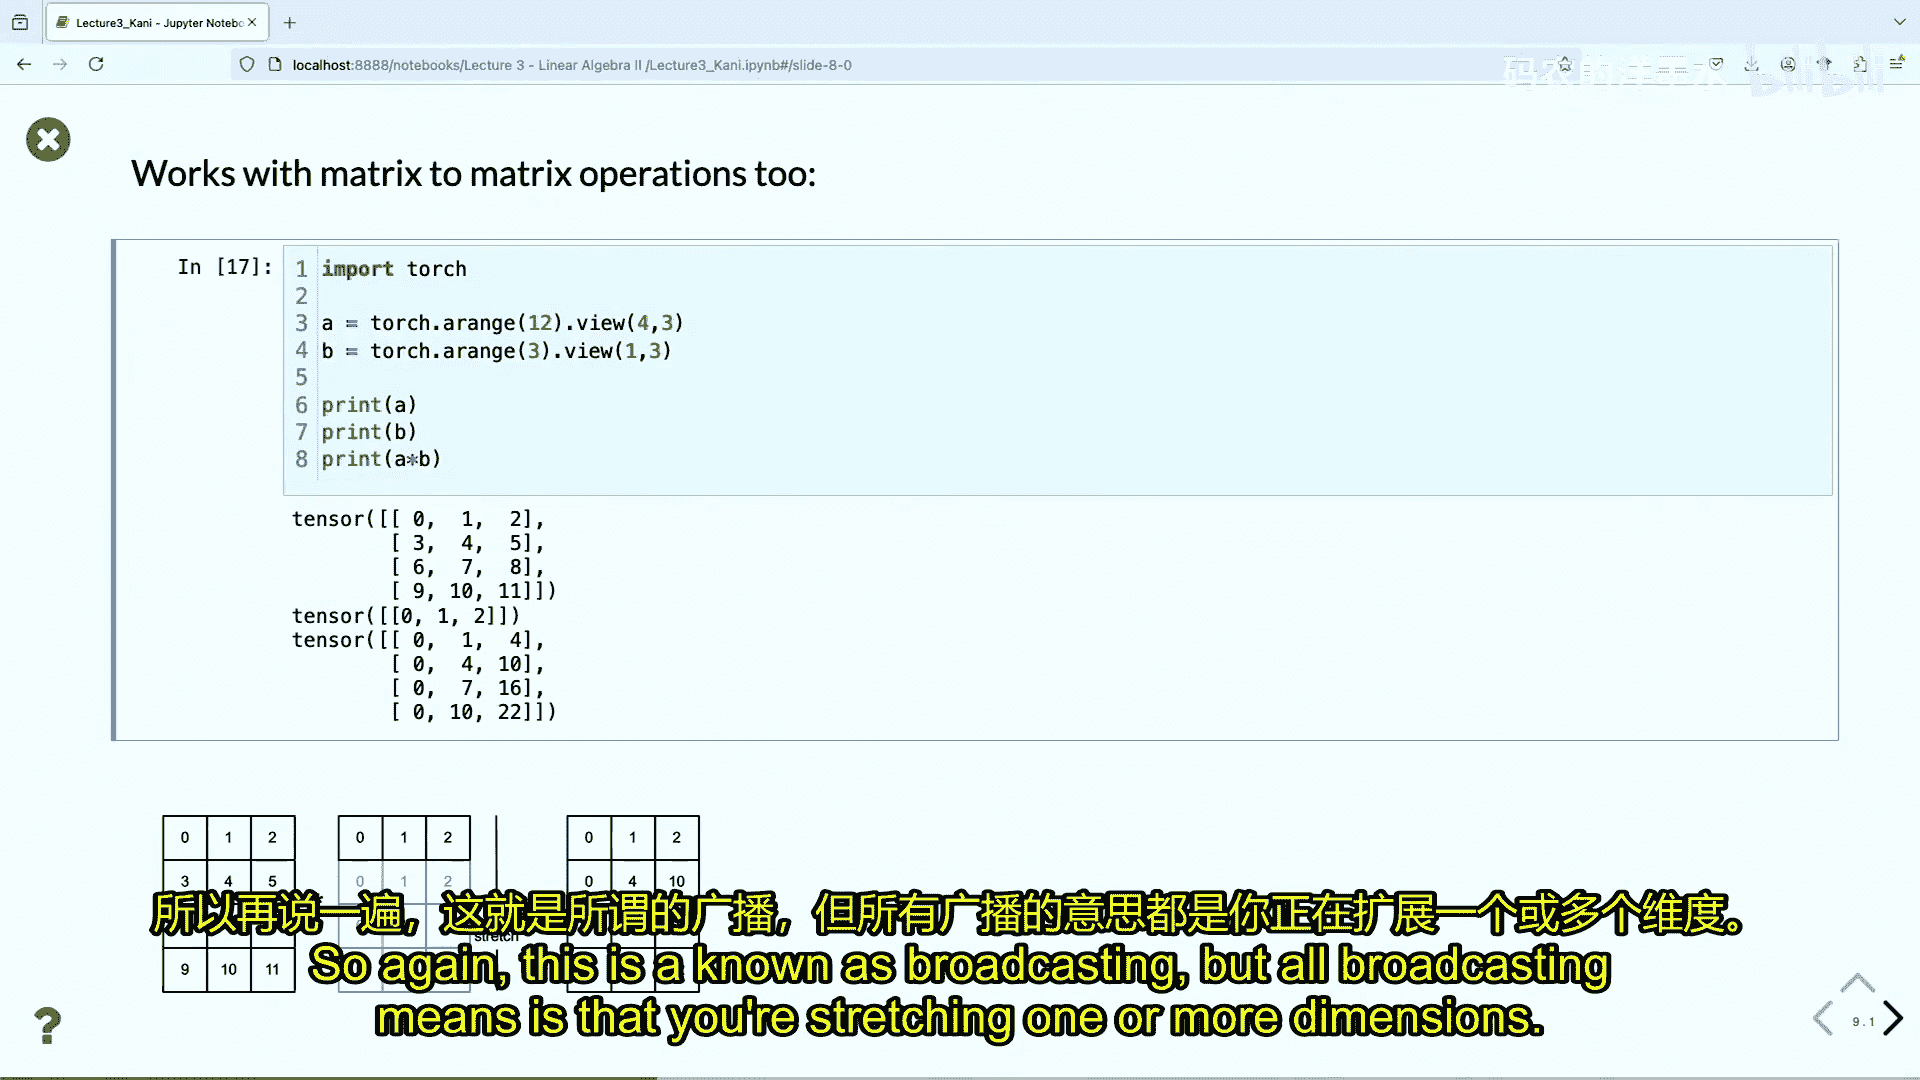 Lecture3_Kani - Jupyter Notebo
localhost:8888/notebooks/Lecture 3 - Linear Algebra II /Lecture3_Kani.ipynb#/slide-8-0
码农的洋墨水 bilibili
Works with matrix to matrix operations too:
In [17]:
1 import torch
2
3 a = torch.arange(12).view(4,3)
4 b = torch.arange(3).view(1,3)
5
6 print(a)
7 print(b)
8 print(a*b)
tensor([[ 0, 1, 2],
[ 3, 4, 5],
[ 6, 7, 8],
[ 9, 10, 11]])
tensor([[0, 1, 2]])
tensor([[ 0, 1, 4],
[ 0, 4, 10],
[ 0, 7, 16],
[ 0, 10, 22]])
0 1 2 0 1 2 0 1 2
3 4 5 0 1 2 0 4 10
所以再说一遍，这就是所谓的广播，但所有广播的意思都是你正在扩展一个或多个维度。
stretch
9 10 11
So again, this is a known as broadcasting, but all broadcasting
means is that you're stretching one or more dimensions.
?
9.1